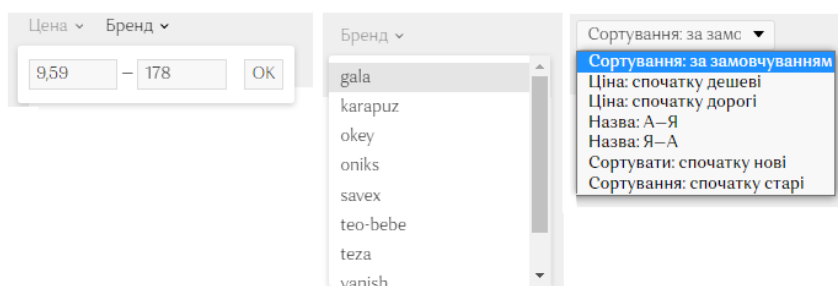 Цена Бренд
9,59 – 178 OK
Бренд
gala
karapuz
okey
oniks
savex
teo-bebe
teza
vanish
Сортування: за замо
Сортування: за замовчуванням
Ціна: спочатку дешеві
Ціна: спочатку дорогі
Назва: А—Я
Назва: Я—А
Сортувати: спочатку нові
Сортування: спочатку старі